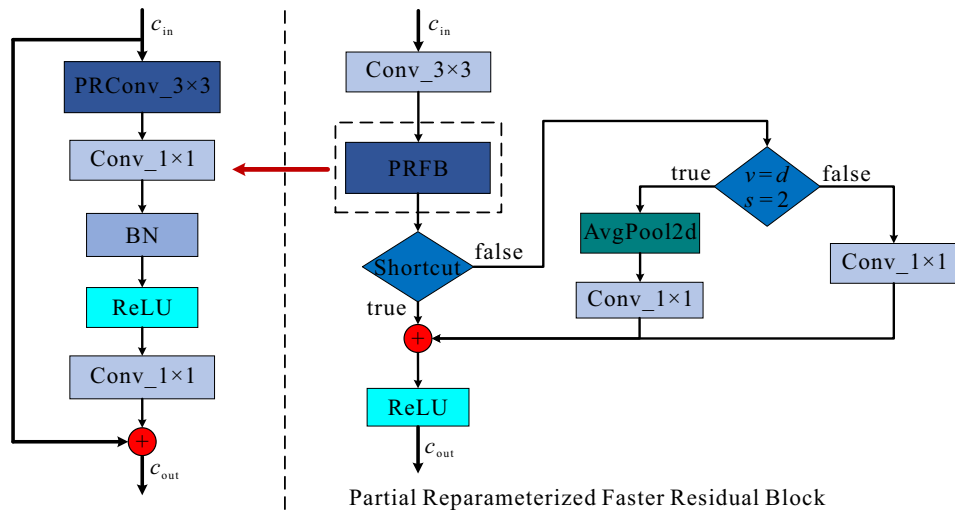 c_in
PRConv_3×3
Conv_1×1
BN
ReLU
Conv_1×1
c_out
c_in
Conv_3×3
PRFB
Shortcut
false
true
v=d
s=2
true
false
AvgPool2d
Conv_1×1
Conv_1×1
+
+
ReLU
c_out
Partial Reparameterized Faster Residual Block